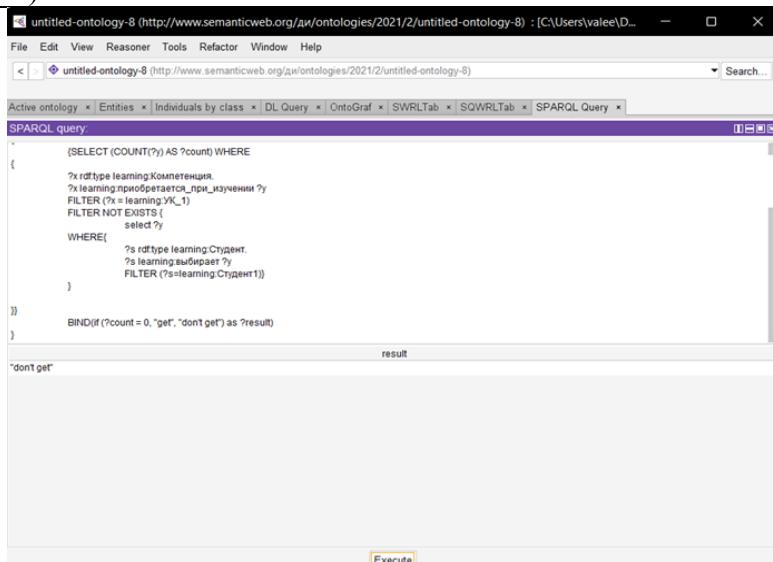 untitled-ontology-8 (http://www.semanticweb.org/ди/ontologies/2021/2/untitled-ontology-8) : [C:\Users\valee\D...
File Edit View Reasoner Tools Refactor Window Help
< > untitled-ontology-8 (http://www.semanticweb.org/ди/ontologies/2021/2/untitled-ontology-8) Search...
Active ontology × Entities × Individuals by class × DL Query × OntoGraf × SWRLTab × SQWRLTab × SPARQL Query ×
SPARQL query:
{SELECT (COUNT(?y) AS ?count) WHERE
{
?x rdf:type learning:Компетенция.
?x learning:приобретается_при_изучении ?y
FILTER (?x = learning:УК_1)
FILTER NOT EXISTS {
select ?y
WHERE{
?s rdf:type learning:Студент.
?s learning:выбирает ?y
FILTER (?s=learning:Студент1)}
}
}}
BIND(if (?count = 0, "get", "don't get") as ?result)
}
result
"don't get"
Execute